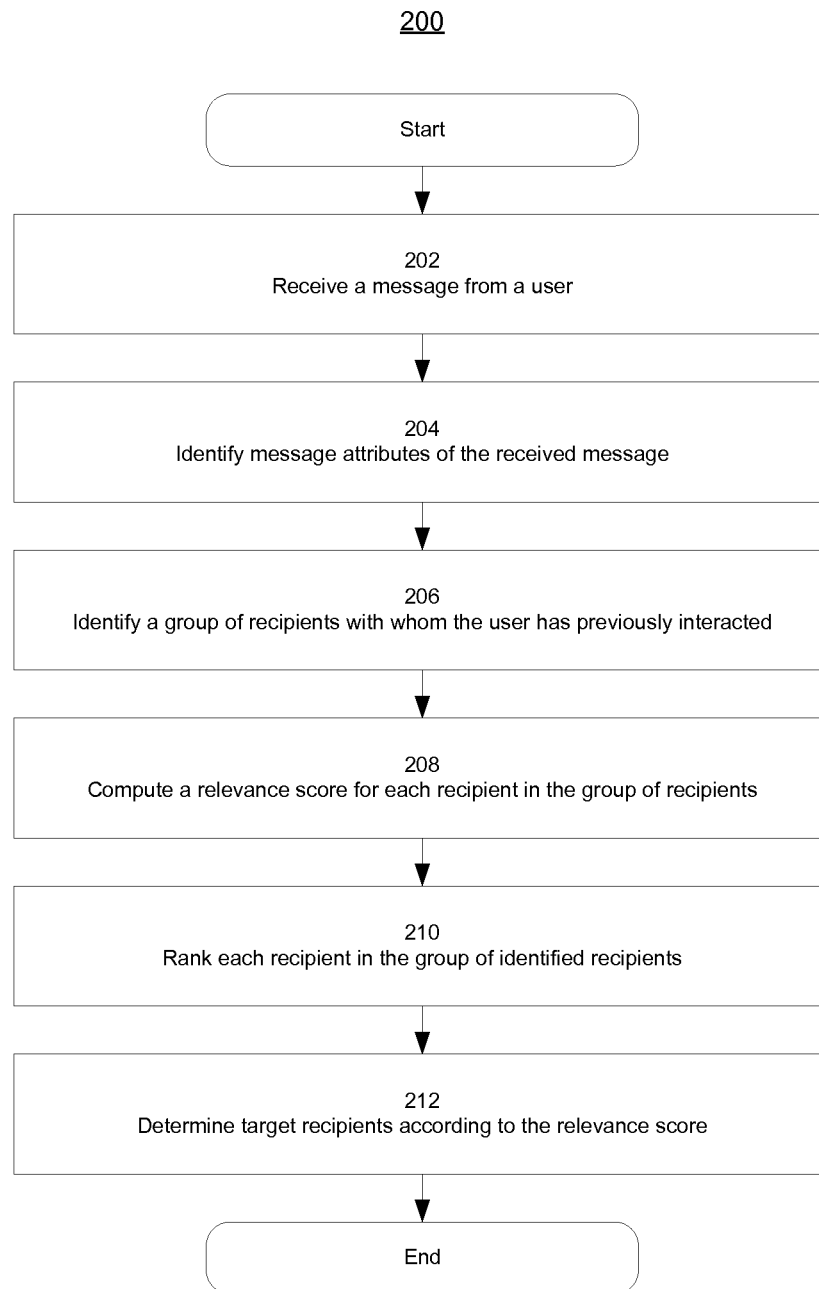 200
Start
202
Receive a message from a user
204
Identify message attributes of the received message
206
Identify a group of recipients with whom the user has previously interacted
208
Compute a relevance score for each recipient in the group of recipients
210
Rank each recipient in the group of identified recipients
212
Determine target recipients according to the relevance score
End